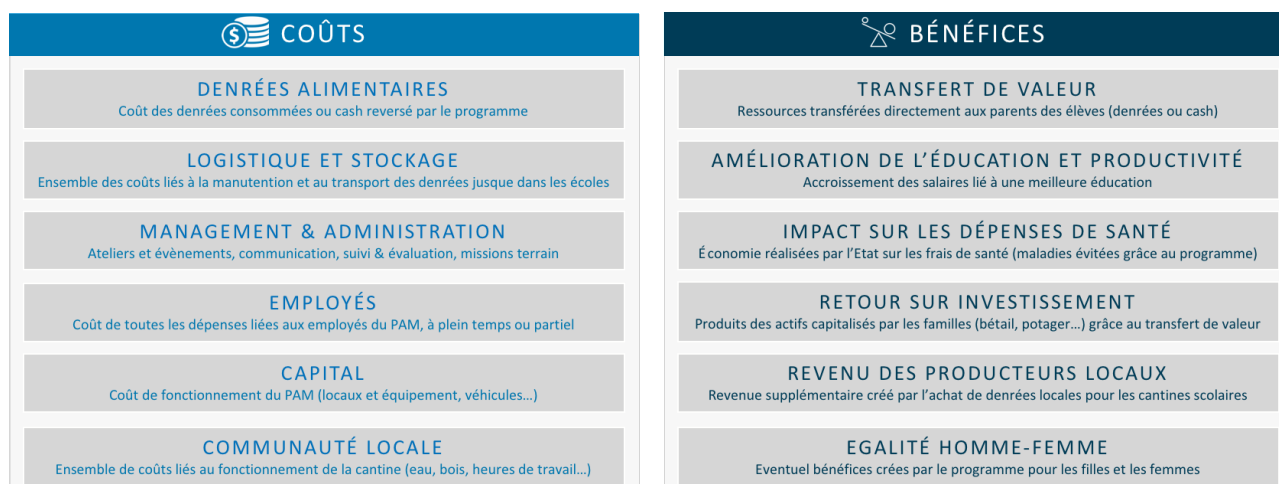 COÛTS
DENRÉES ALIMENTAIRES
Coût des denrées consommées ou cash reversé par le programme
LOGISTIQUE ET STOCKAGE
Ensemble des coûts liés à la manutention et au transport des denrées jusque dans les écoles
MANAGEMENT & ADMINISTRATION
Ateliers et évènements, communication, suivi & évaluation, missions terrain
EMPLOYÉS
Coût de toutes les dépenses liées aux employés du PAM, à plein temps ou partiel
CAPITAL
Coût de fonctionnement du PAM (locaux et équipement, véhicules…)
COMMUNAUTÉ LOCALE
Ensemble de coûts liés au fonctionnement de la cantine (eau, bois, heures de travail…)
BÉNÉFICES
TRANSFERT DE VALEUR
Ressources transférées directement aux parents des élèves (denrées ou cash)
AMÉLIORATION DE L’ÉDUCATION ET PRODUCTIVITÉ
Accroissement des salaires lié à une meilleure éducation
IMPACT SUR LES DÉPENSES DE SANTÉ
Économie réalisées par l’Etat sur les frais de santé (maladies évitées grâce au programme)
RETOUR SUR INVESTISSEMENT
Produits des actifs capitalisés par les familles (bétail, potager…) grâce au transfert de valeur
REVENU DES PRODUCTEURS LOCAUX
Revenue supplémentaire créé par l’achat de denrées locales pour les cantines scolaires
EGALITÉ HOMME-FEMME
Eventuel bénéfices crées par le programme pour les filles et les femmes